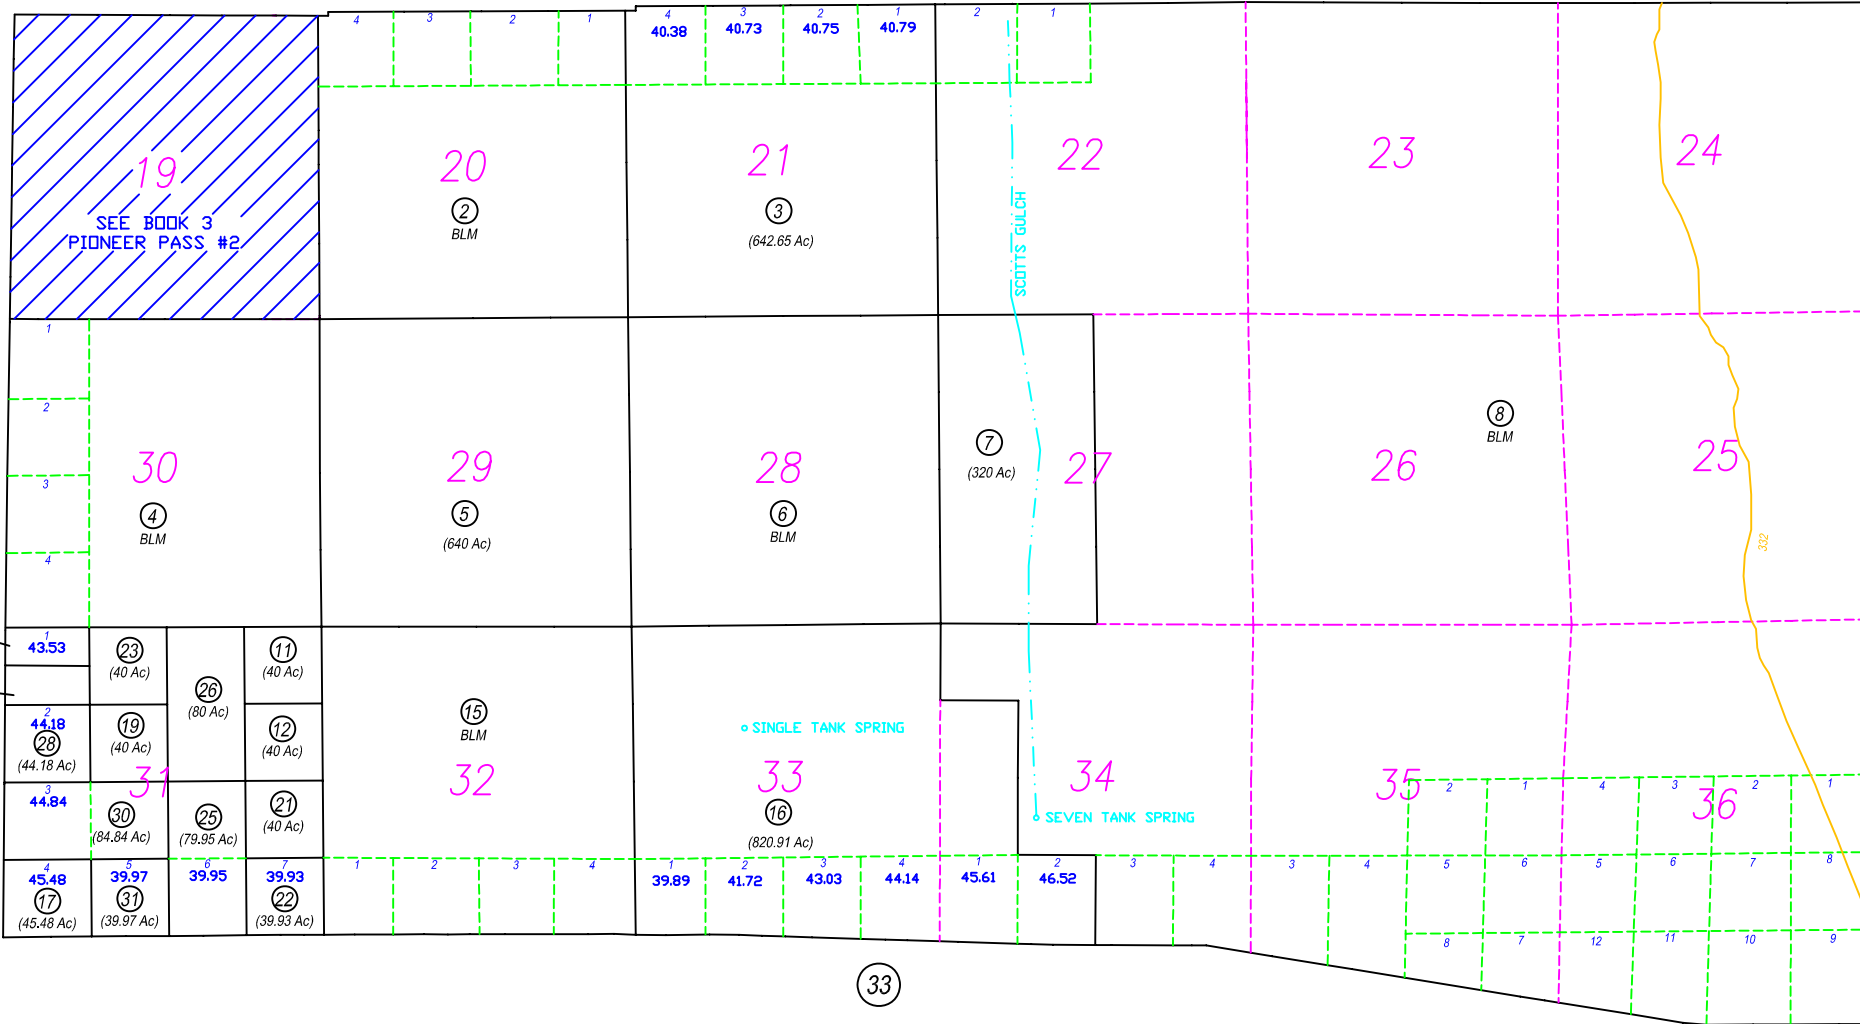 4 3 2 1 4 3 2 1 2 1
40.38 40.73 40.75 40.79
19 20 21 22 23 24
SEE BOOK 3
PIONEER PASS #2
2
BLM
3
(642.65 Ac)
SCOTTS GULCH
1
2
3
4
30 29 28 27 26 25
4
BLM
5
(640 Ac)
6
BLM
7
(320 Ac)
8
BLM
332
1
43.53
23
(40 Ac)
26
(80 Ac)
11
(40 Ac)
2
44.18
28
(44.18 Ac)
19
(40 Ac)
12
(40 Ac)
15
BLM
SINGLE TANK SPRING
31 32 33 34 35 36
3
44.84
30
(84.84 Ac)
25
(79.95 Ac)
21
(40 Ac)
16
(820.91 Ac)
SEVEN TANK SPRING
2 1 4 3 2 1
4 5 6 7 1 2 3 4 1 2 3 4 1 2 3 4 3 4 5 6 5 6 7 8
45.48 39.97 39.95 39.93 39.89 41.72 43.03 44.14 45.61 46.52
17
(45.48 Ac)
31
(39.97 Ac)
22
(39.93 Ac)
8 7 12 11 10 9
33